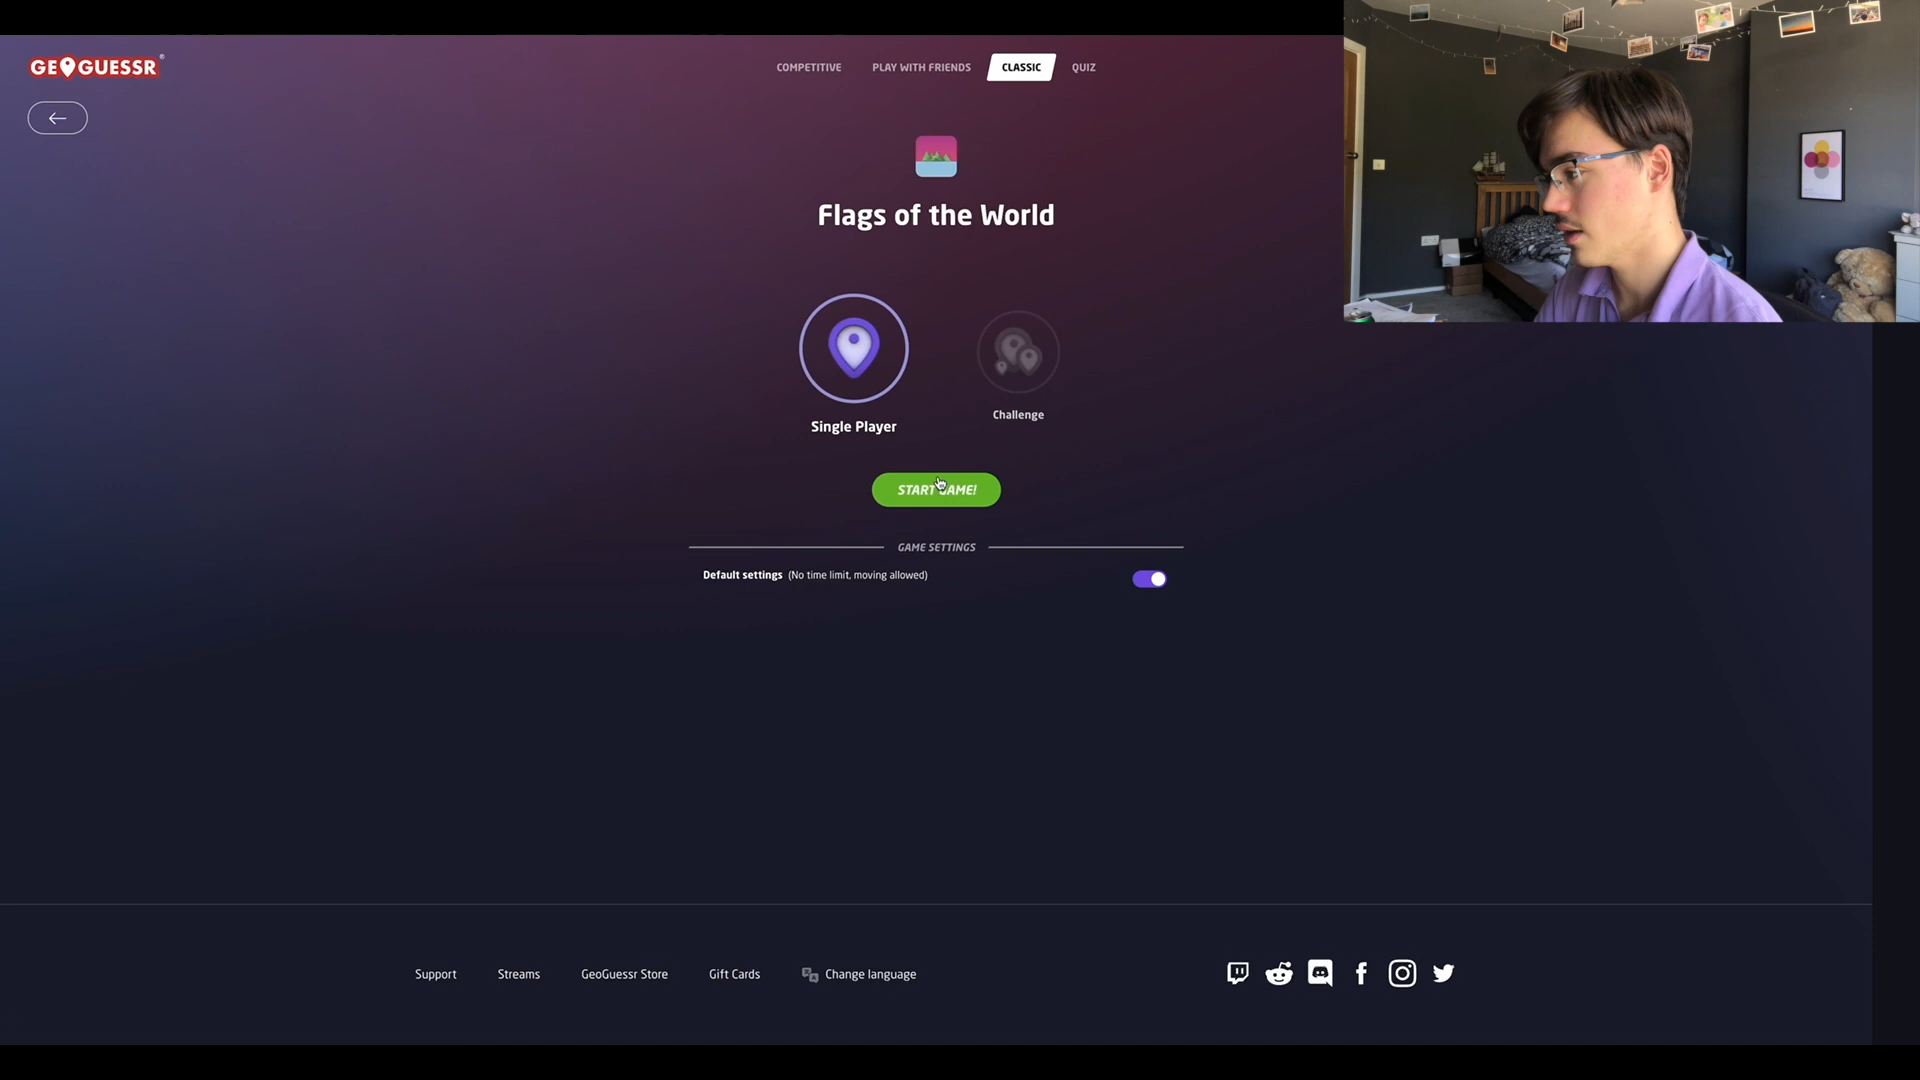 GEOGUESSR
COMPETITIVE
PLAY WITH FRIENDS
CLASSIC
QUIZ
Flags of the World
Single Player
Challenge
START GAME!
GAME SETTINGS
Default settings (No time limit, moving allowed)
Support
Streams
GeoGuessr Store
Gift Cards
Change language